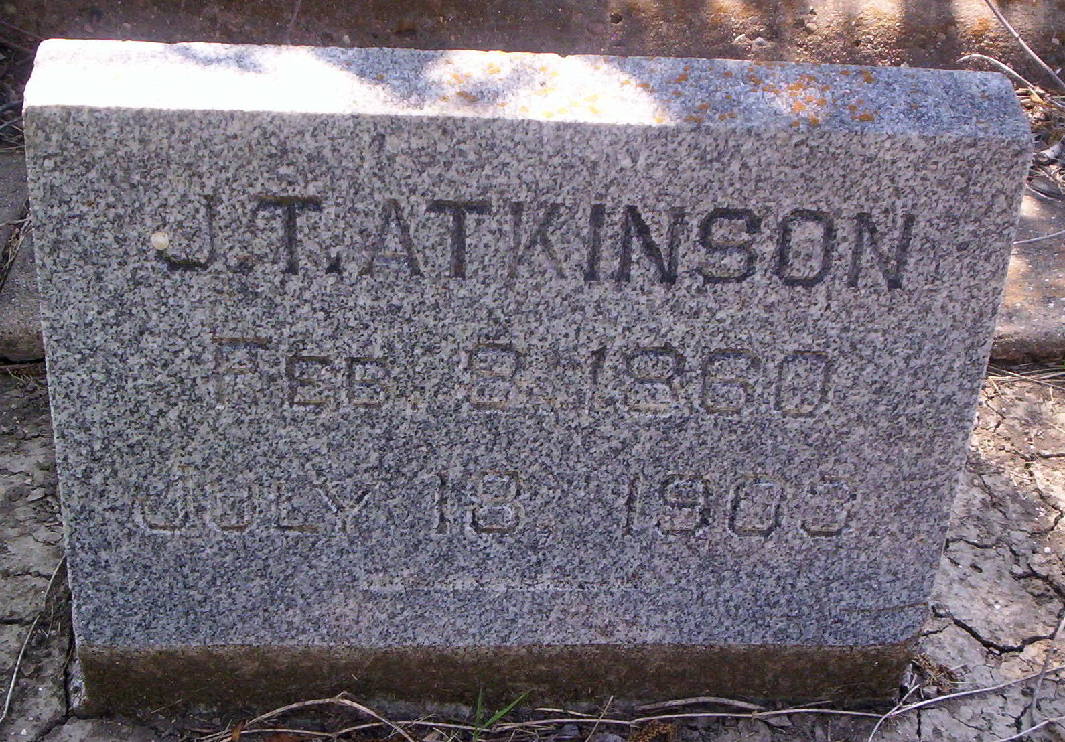 J.T. ATKINSON
FEB. 8, 1860
JULY 18, 1903.